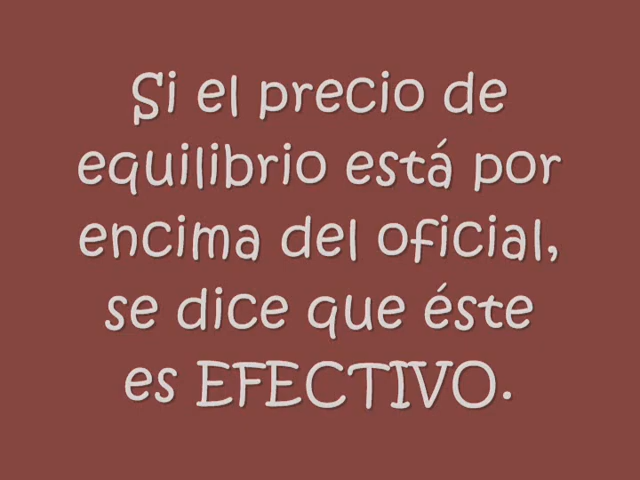 Si el precio de
equilibrio está por
encima del oficial,
se dice que éste
es EFECTIVO.